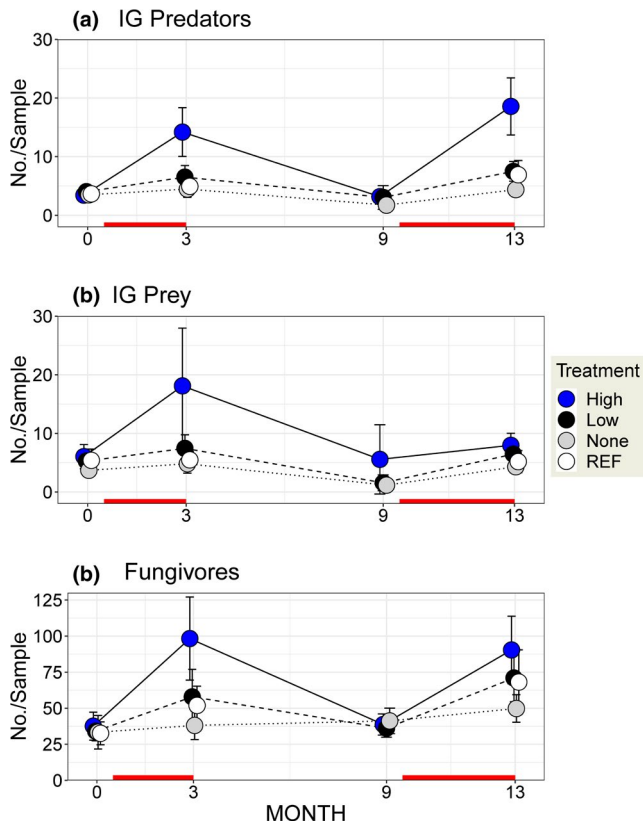 (a) IG Predators
30
20
10
0
No./Sample
0 3 9 13
(b) IG Prey
30
20
10
0
No./Sample
0 3 9 13
Treatment
High
Low
None
REF
(b) Fungivores
125
100
75
50
25
0
No./Sample
0 3 9 13
MONTH